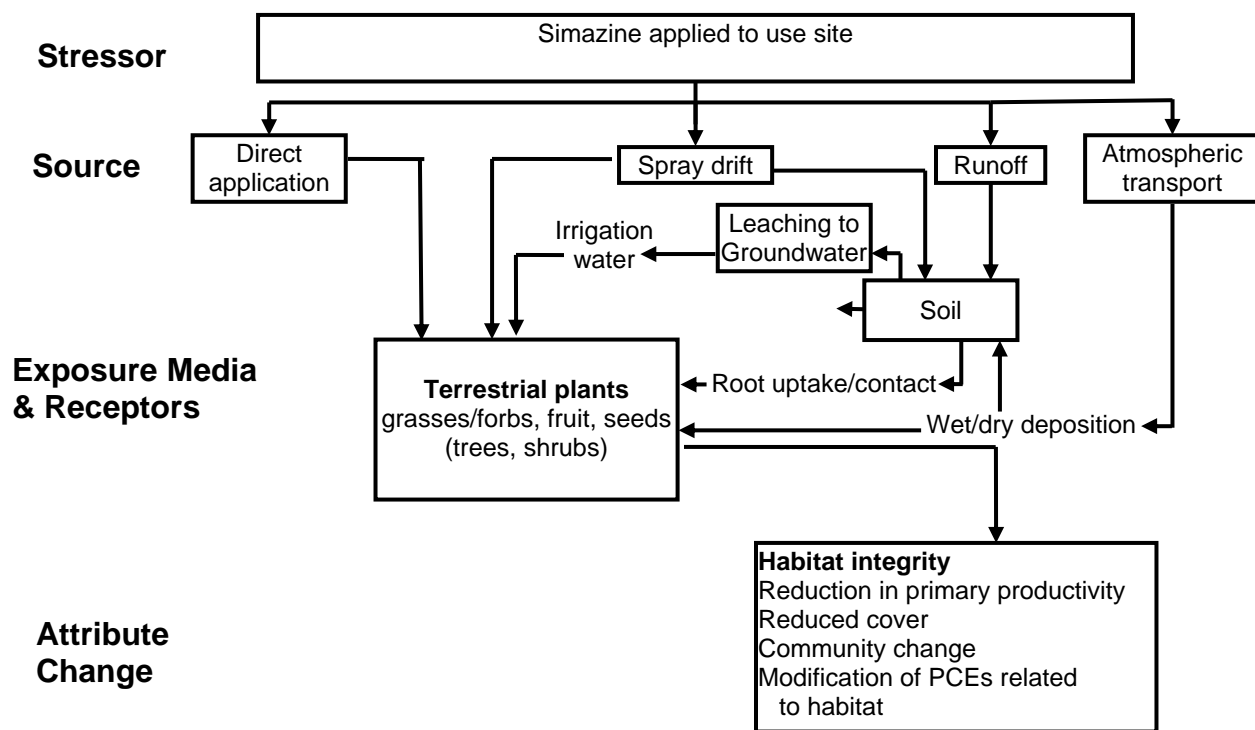 Stressor
Simazine applied to use site
Source
Direct
application
Spray drift
Runoff
Atmospheric
transport
Irrigation
water
Leaching to
Groundwater
Soil
Exposure Media
& Receptors
Terrestrial plants
grasses/forbs, fruit, seeds
(trees, shrubs)
Root uptake/contact
Wet/dry deposition
Attribute
Change
Habitat integrity
Reduction in primary productivity
Reduced cover
Community change
Modification of PCEs related
to habitat